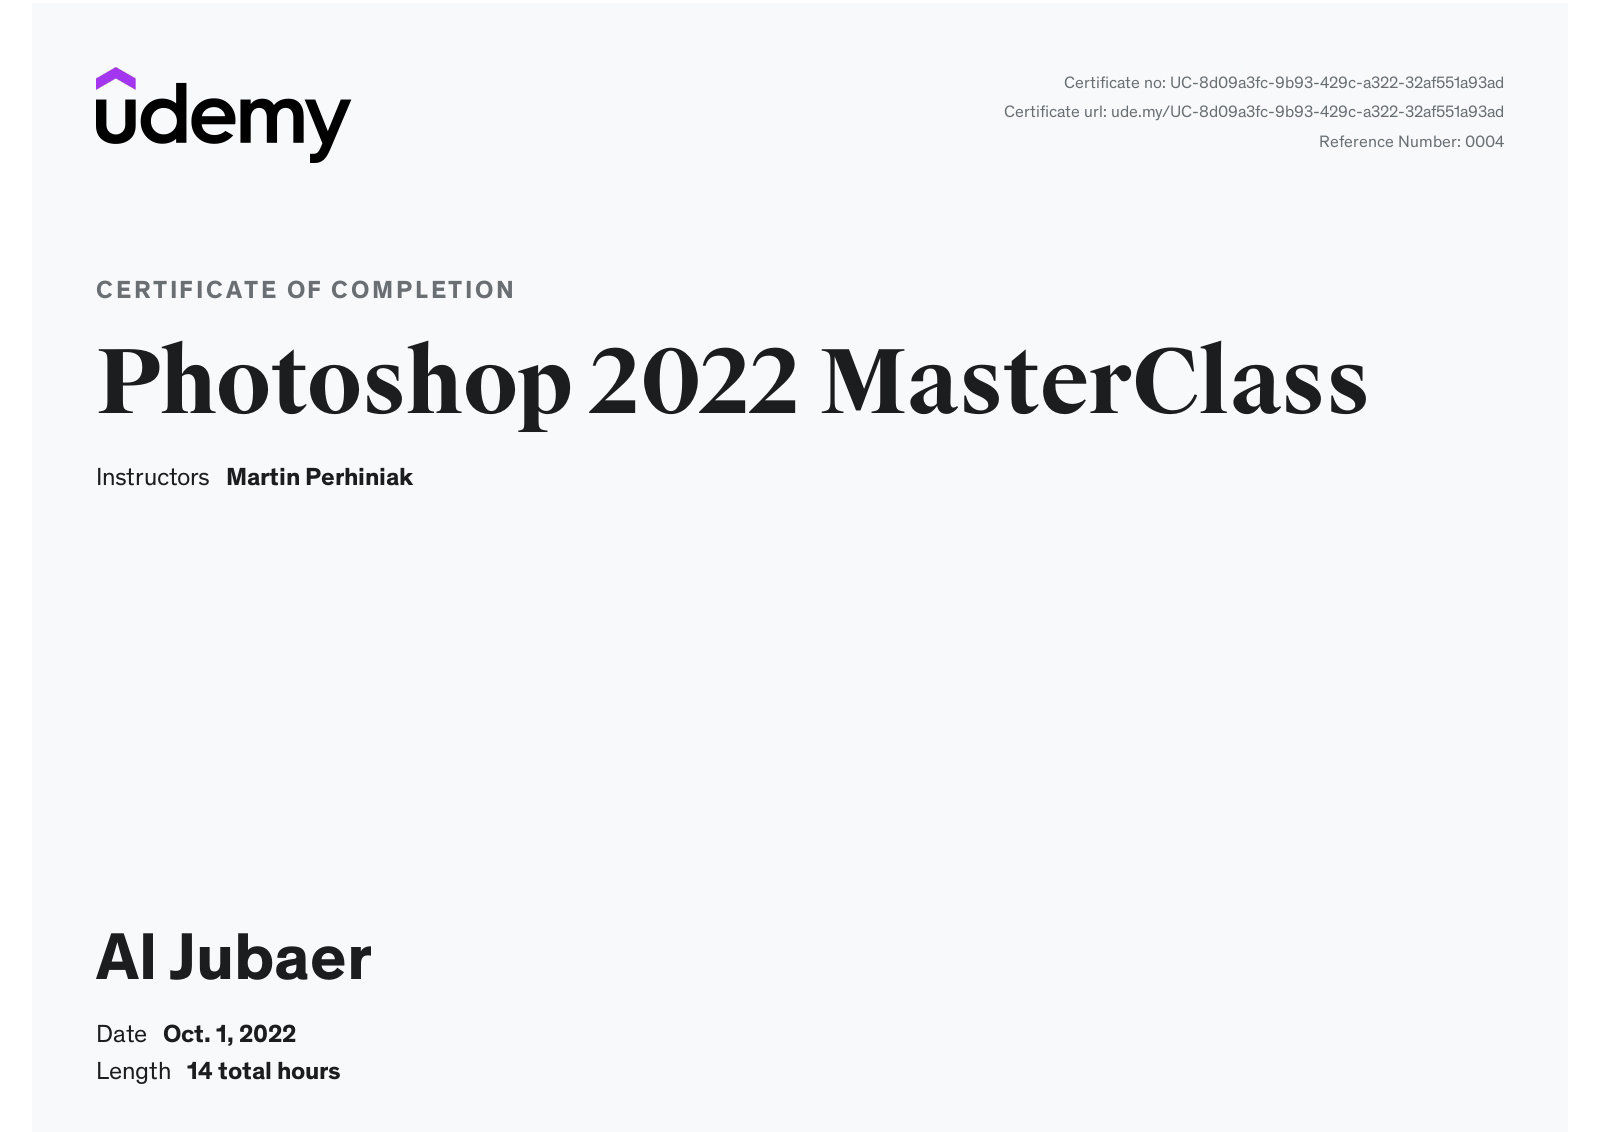 udemy
Certificate no: UC-8d09a3fc-9b93-429c-a322-32af551a93ad
Certificate url: ude.my/UC-8d09a3fc-9b93-429c-a322-32af551a93ad
Reference Number: 0004
CERTIFICATE OF COMPLETION
Photoshop 2022 MasterClass
Instructors Martin Perhiniak
Al Jubaer
Date Oct. 1, 2022
Length 14 total hours